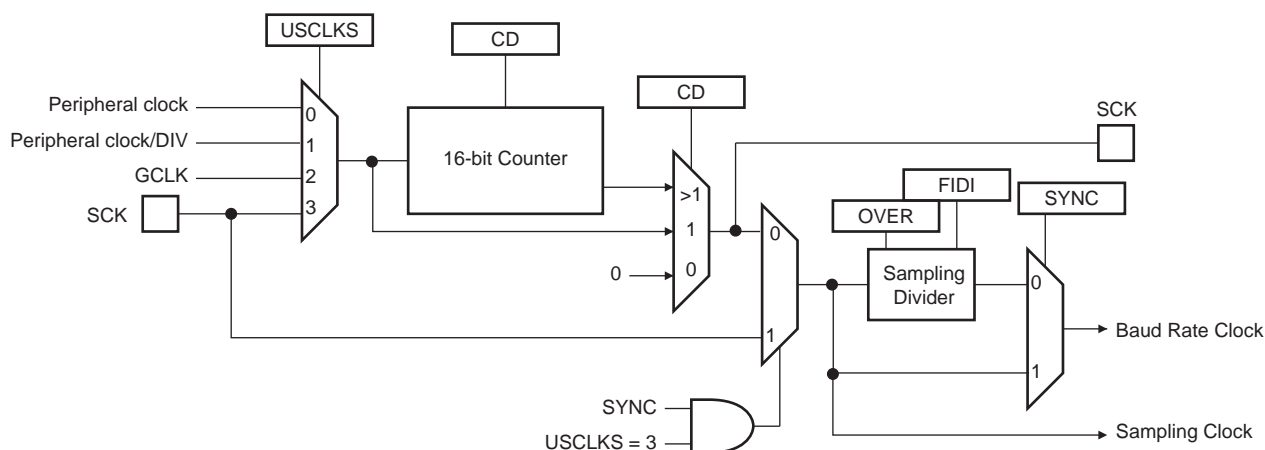 USCLKS
CD
CD
Peripheral clock
0
Peripheral clock/DIV
1
GCLK
2
SCK
3
16-bit Counter
>1
1
0
0
SCK
FIDI
OVER
SYNC
0
Sampling
Divider
0
1
1
Baud Rate Clock
SYNC
USCLKS = 3
Sampling Clock